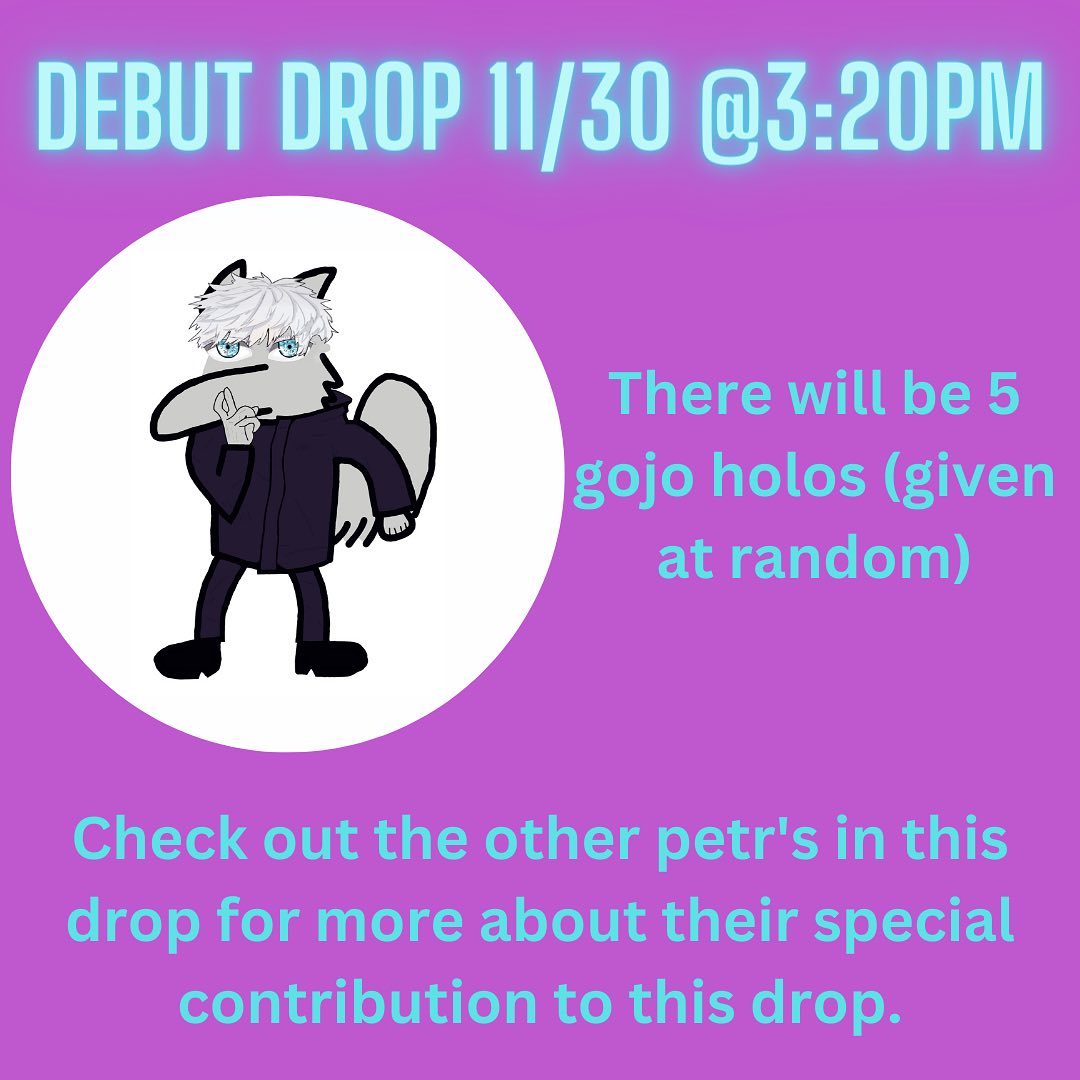 DEBUT DROP 11/30 @3:20PM
There will be 5
gojo holos (given
at random)
Check out the other petr's in this
drop for more about their special
contribution to this drop.